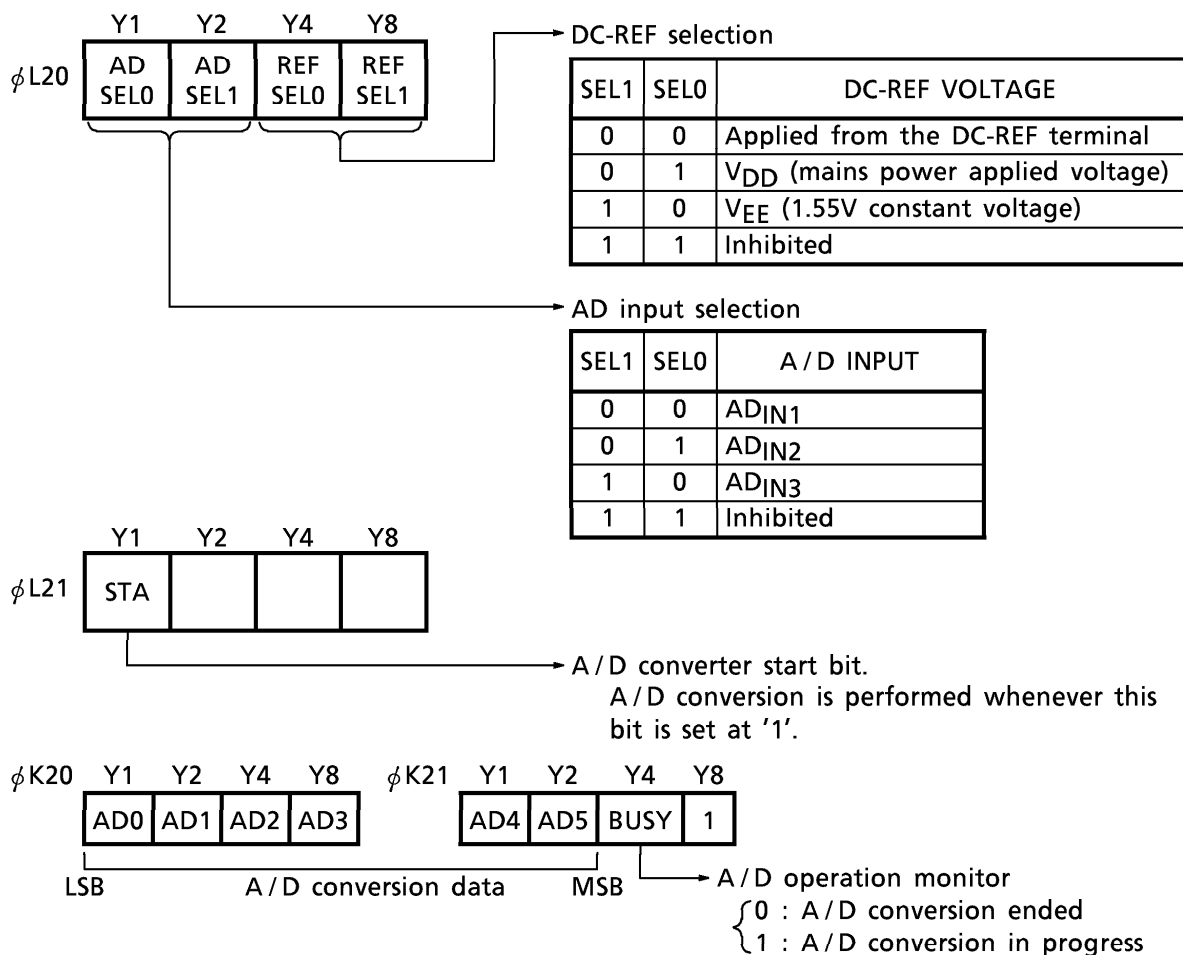 Y1 Y2 Y4 Y8
ϕL20 AD SEL0 AD SEL1 REF SEL0 REF SEL1
DC-REF selection
SEL1 SEL0 DC-REF VOLTAGE
0 0 Applied from the DC-REF terminal
0 1 VDD (mains power applied voltage)
1 0 VEE (1.55V constant voltage)
1 1 Inhibited
AD input selection
SEL1 SEL0 A/D INPUT
0 0 ADIN1
0 1 ADIN2
1 0 ADIN3
1 1 Inhibited
Y1 Y2 Y4 Y8
ϕL21 STA
A/D converter start bit.
A/D conversion is performed whenever this
bit is set at '1'.
ϕK20 Y1 Y2 Y4 Y8 ϕK21 Y1 Y2 Y4 Y8
AD0 AD1 AD2 AD3 AD4 AD5 BUSY 1
LSB A/D conversion data MSB
A/D operation monitor
0 : A/D conversion ended
1 : A/D conversion in progress